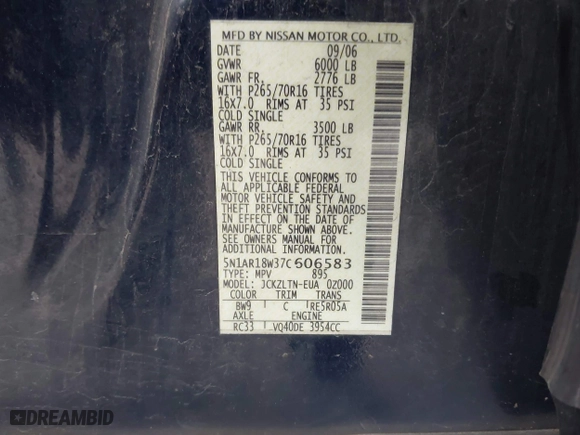 MFD BY NISSAN MOTOR CO., LTD.
DATE 09/06
GVWR 6000 LB
GAWR FR, 2776 LB
WITH P265/70R16 TIRES
16X7.0 RIMS AT 35 PSI
COLD SINGLE
GAWR RR, 3500 LB
WITH P265/70R16 TIRES
16X7.0 RIMS AT 35 PSI
COLD SINGLE
THIS VEHICLE CONFORMS TO
ALL APPLICABLE FEDERAL
MOTOR VEHICLE SAFETY AND
THEFT PREVENTION STANDARDS
IN EFFECT ON THE DATE OF
MANUFACTURE SHOWN ABOVE.
SEE OWNERS MANUAL FOR
ADDITIONAL INFORMATION.
5N1AR18W37C606583
TYPE: MPV 895
MODEL: JCKZLTN-EUA 0Z000
COLOR TRIM TRANS
BW9 C RE5R05A
AXLE ENGINE
RC33 VQ40DE 3954CC
DREAMBID